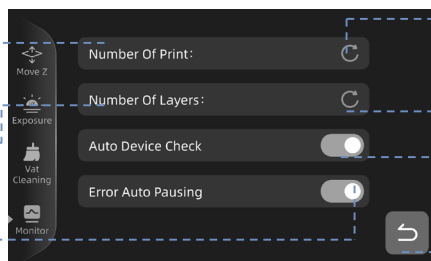 Move Z
Exposure
Vat
Cleaning
Monitor
Number Of Print:
Number Of Layers:
Auto Device Check
Error Auto Pausing